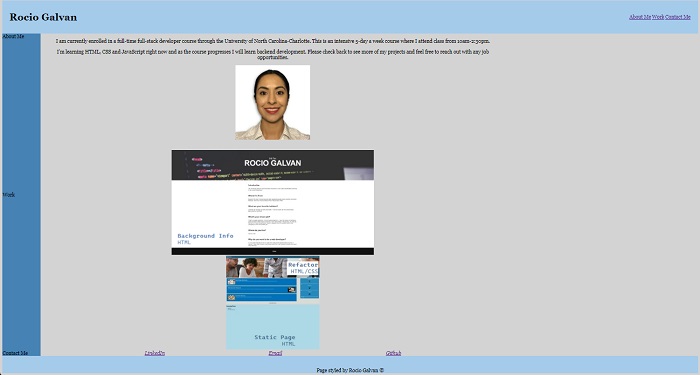 Rocio Galvan
About Me Work Contact Me
About Me
I am currently enrolled in a full-time full-stack developer course through the University of North Carolina-Charlotte. This is an intensive 5-day a week course where I attend class from 10am-2:30pm.
I'm learning HTML, CSS and JavaScript right now and as the course progresses I will learn backend development. Please check back to see more of my projects and feel free to reach out with any job
opportunities.
ROCIO GALVAN
Work
Background Info
HTML
Refactor
HTML/CSS
Static Page
HTML
Contact Me
LinkedIn
Email
Github
Page styled by Rocio Galvan ©